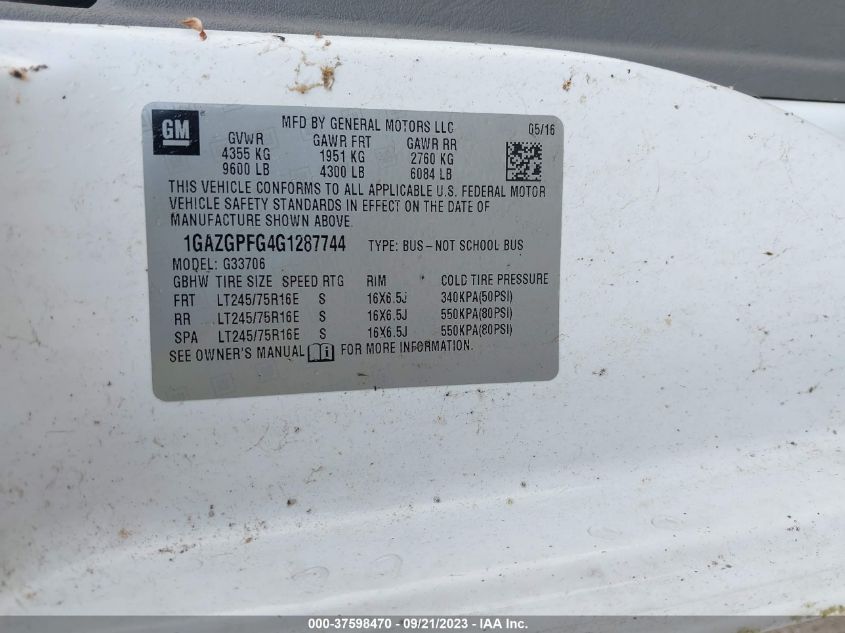 GM
MFD BY GENERAL MOTORS LLC 05/16
GVWR GAWR FRT GAWR RR
4355 KG 1951 KG 2760 KG
9600 LB 4300 LB 6084 LB
THIS VEHICLE CONFORMS TO ALL APPLICABLE U.S. FEDERAL MOTOR
VEHICLE SAFETY STANDARDS IN EFFECT ON THE DATE OF
MANUFACTURE SHOWN ABOVE.
1GAZGPFG4G1287744 TYPE: BUS – NOT SCHOOL BUS
MODEL: G33706
GBHW TIRE SIZE SPEED RTG RIM COLD TIRE PRESSURE
FRT LT245/75R16E S 16X6.5J 340KPA(50PSI)
RR LT245/75R16E S 16X6.5J 550KPA(80PSI)
SPA LT245/75R16E S 16X6.5J 550KPA(80PSI)
SEE OWNER'S MANUAL FOR MORE INFORMATION.
000-37598470 - 09/21/2023 - IAA Inc.